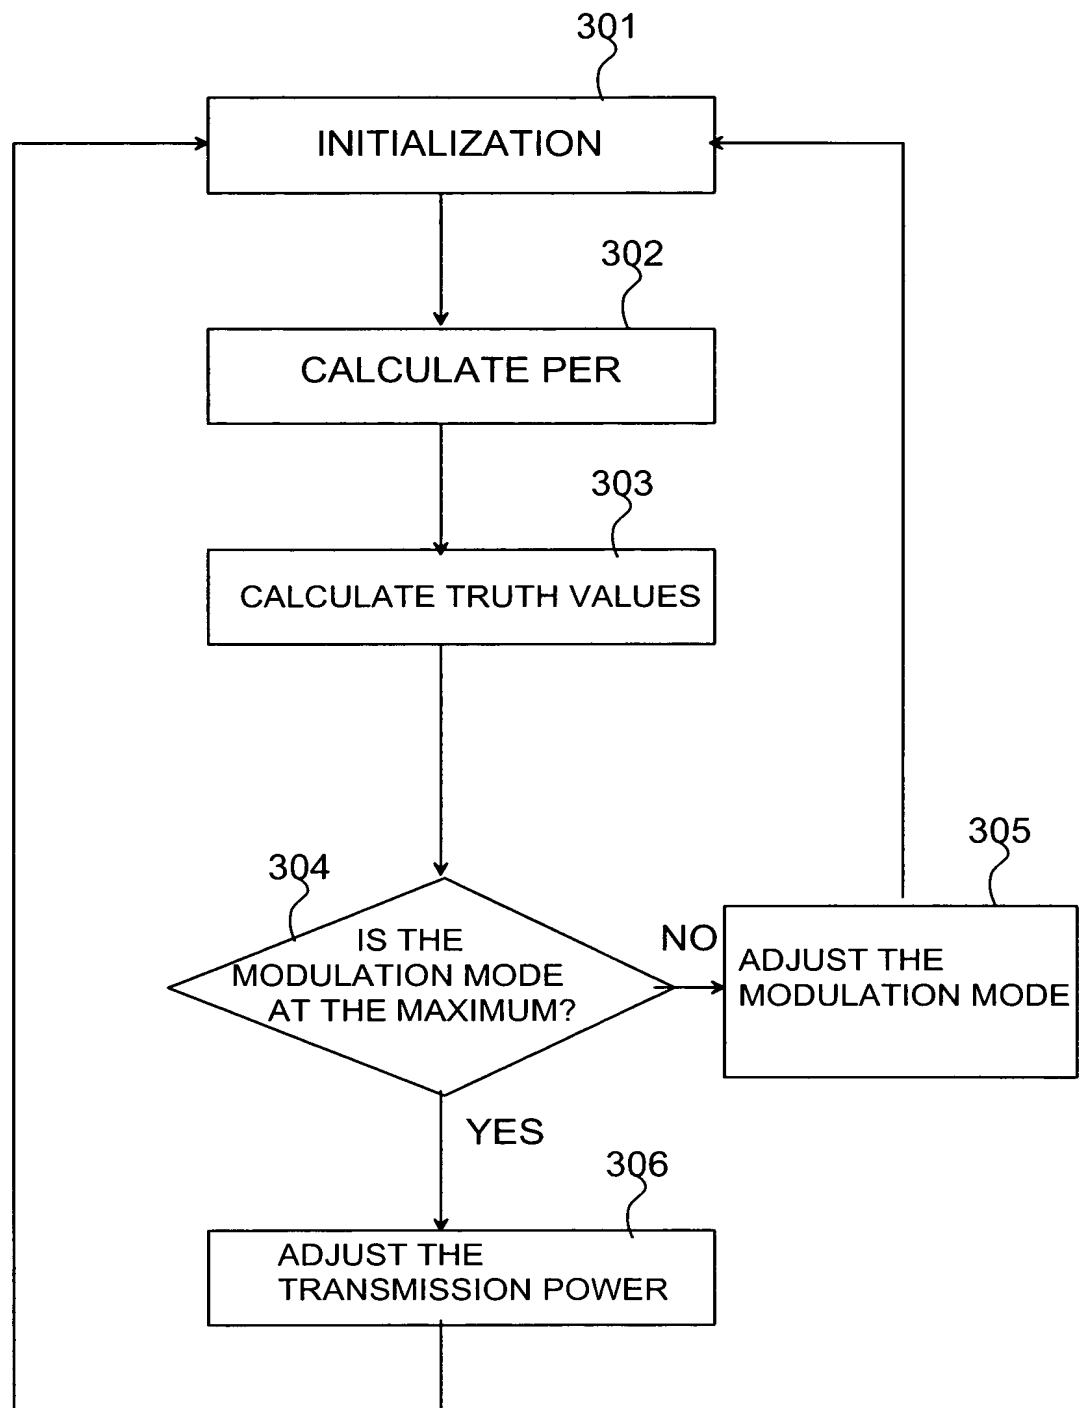 301
INITIALIZATION
302
CALCULATE PER
303
CALCULATE TRUTH VALUES
304
IS THE
MODULATION MODE
AT THE MAXIMUM?
NO
305
ADJUST THE
MODULATION MODE
YES
306
ADJUST THE
TRANSMISSION POWER